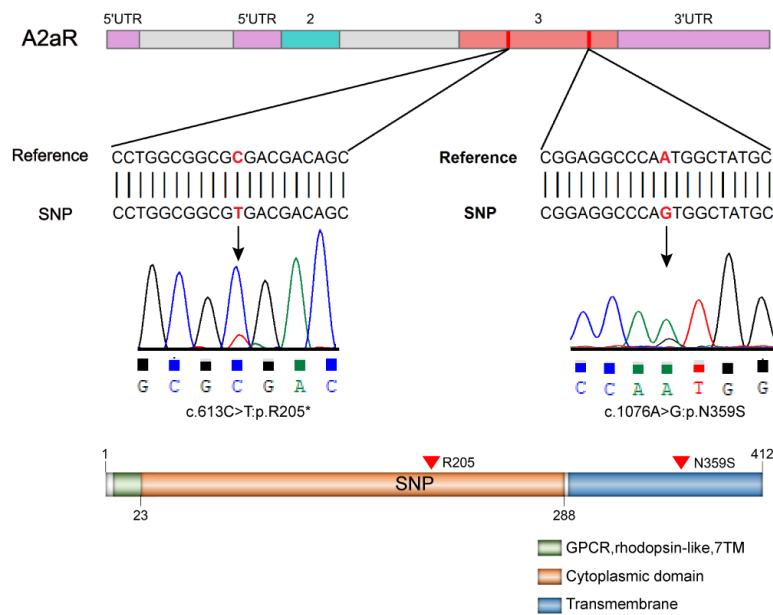 5'UTR 5'UTR 2 3 3'UTR
A2aR
Reference CCTGGCGGCGCGACGACAGC
SNP CCTGGCGGCGTGACGACAGC
G C G C G A C
c.613C>T:p.R205*
Reference CGGAGGCCCAATGGCTATGC
SNP CGGAGGCCCAGTGGCTATGC
C C A A T G G
c.1076A>G:p.N359S
1 R205 N359S 412
SNP
23 288
GPCR,rhodopsin-like,7TM
Cytoplasmic domain
Transmembrane